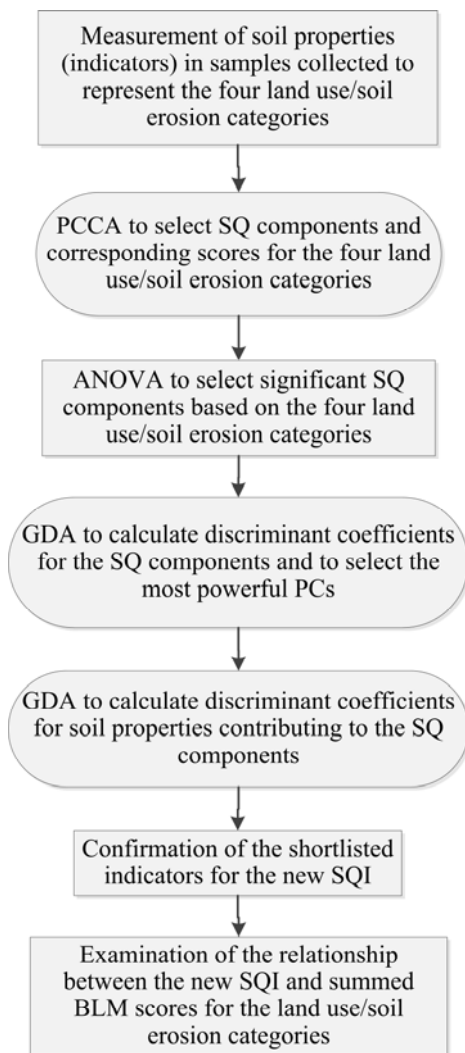 Measurement of soil properties
(indicators) in samples collected to
represent the four land use/soil
erosion categories
PCCA to select SQ components and
corresponding scores for the four land
use/soil erosion categories
ANOVA to select significant SQ
components based on the four land
use/soil erosion categories
GDA to calculate discriminant coefficients
for the SQ components and to select the
most powerful PCs
GDA to calculate discriminant coefficients
for soil properties contributing to the SQ
components
Confirmation of the shortlisted
indicators for the new SQI
Examination of the relationship
between the new SQI and summed
BLM scores for the land use/soil
erosion categories